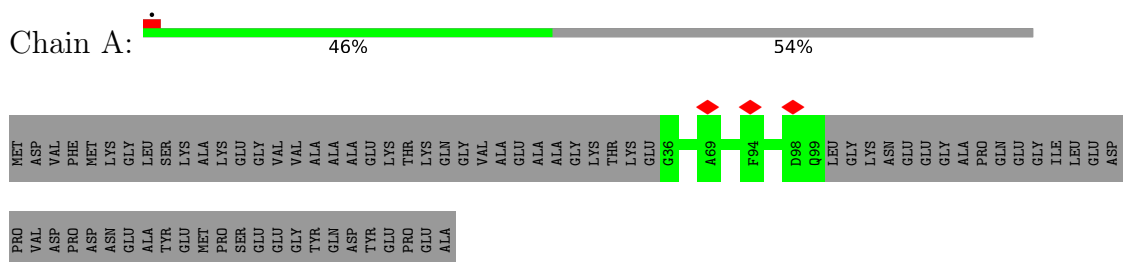 Chain A:
46% 54%
MET ASP VAL PHE MET LYS GLY LEU SER LYS ALA LYS GLU GLY VAL VAL ALA ALA ALA GLU LYS THR LYS GLN GLY VAL ALA GLU ALA ALA GLY LYS THR LYS GLU G36 A69 F94 D98 Q99 LEU GLY LYS ASN GLU GLU GLY ALA PRO GLN GLU GLY ILE LEU GLU ASP
PRO VAL ASP PRO ASP ASN GLU ALA TYR GLU MET PRO SER GLU GLU GLY TYR GLN ASP TYR GLU PRO GLU ALA